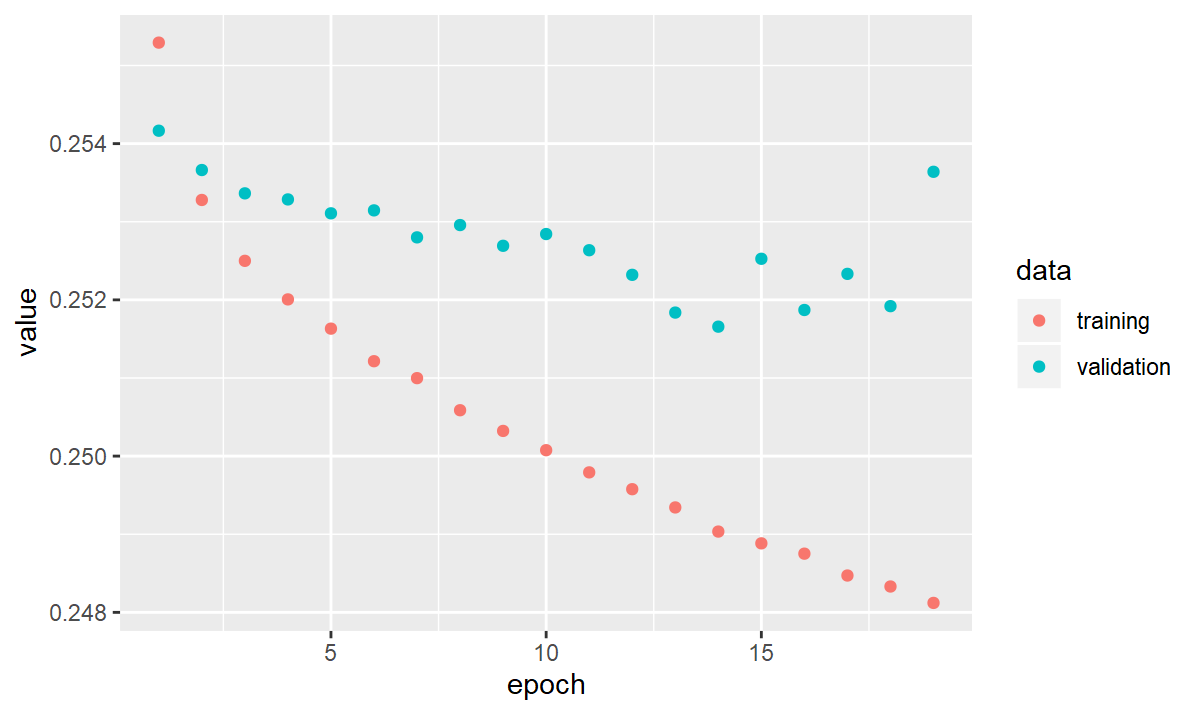 value
0.254
0.252
0.250
0.248
5
10
15
epoch
data
training
validation